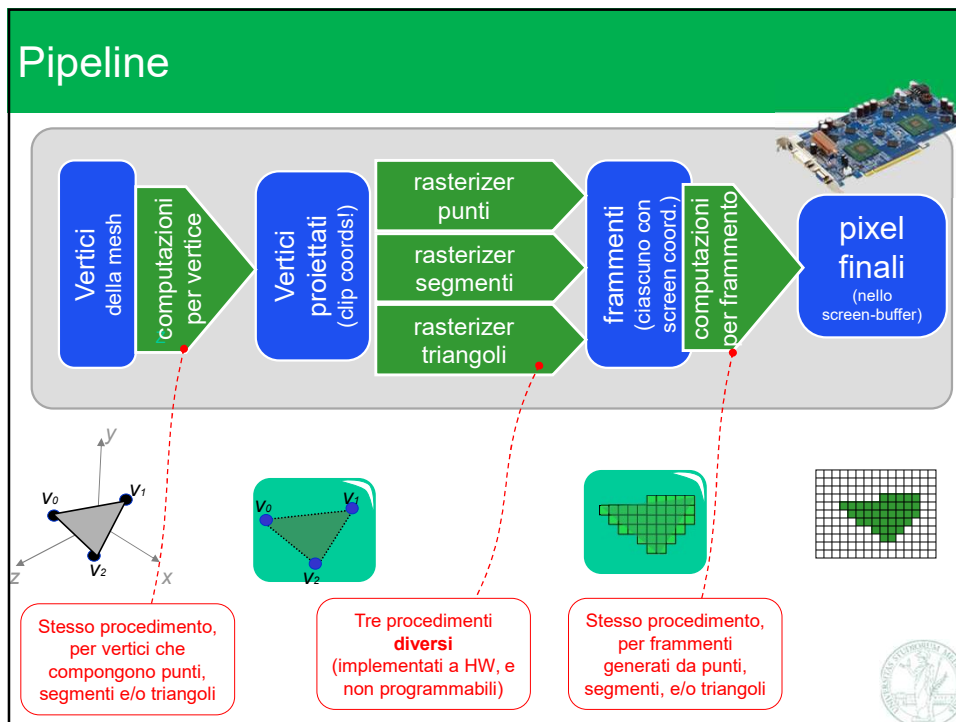 Pipeline
Vertici
della mesh
computazioni
per vertice
Vertici
proiettati
(clip coords!)
rasterizer
punti
rasterizer
segmenti
rasterizer
triangoli
frammenti
(ciascuno con
screen coord.)
computazioni
per frammento
pixel
finali
(nello
screen-buffer)
y
v0
v1
v2
z
x
v0
v1
v2
Stesso procedimento,
per vertici che
compongono punti,
segmenti e/o triangoli
Tre procedimenti
diversi
(implementati a HW, e
non programmabili)
Stesso procedimento,
per frammenti
generati da punti,
segmenti, e/o triangoli